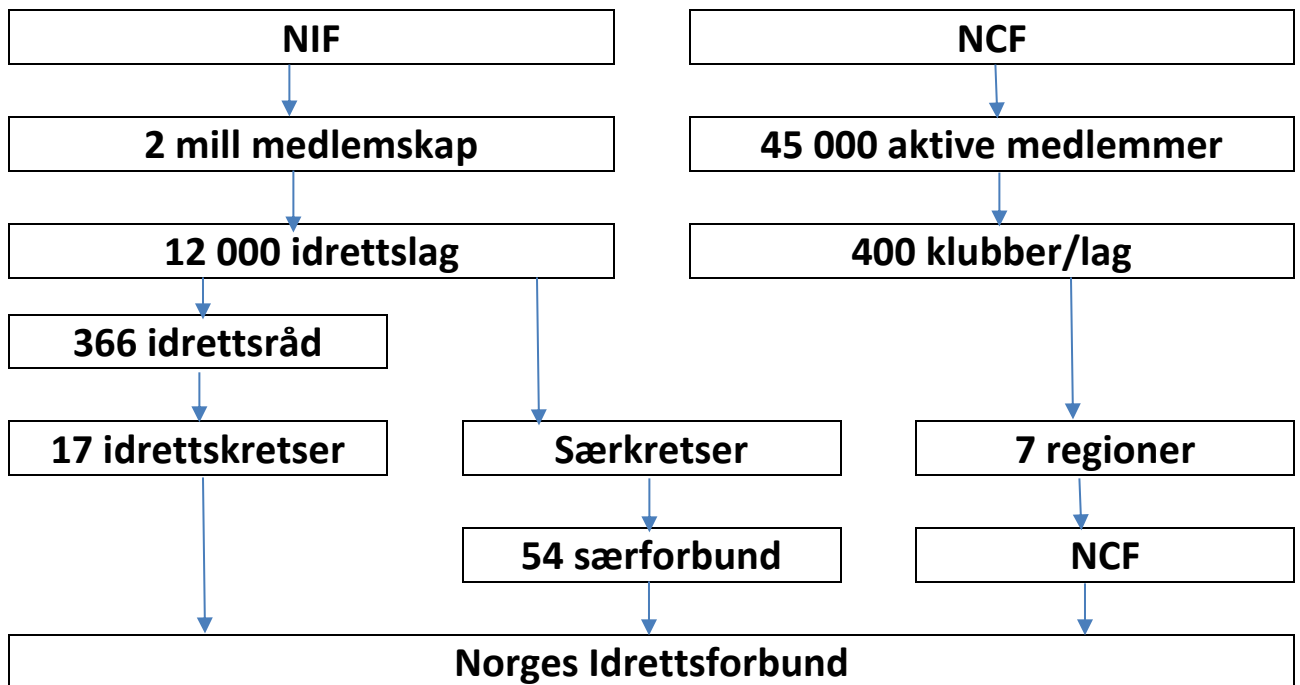 NIF
NCF
2 mill medlemskap
45 000 aktive medlemmer
12 000 idrettslag
400 klubber/lag
366 idrettsråd
17 idrettskretser
Særkretser
7 regioner
54 særforbund
NCF
Norges Idrettsforbund